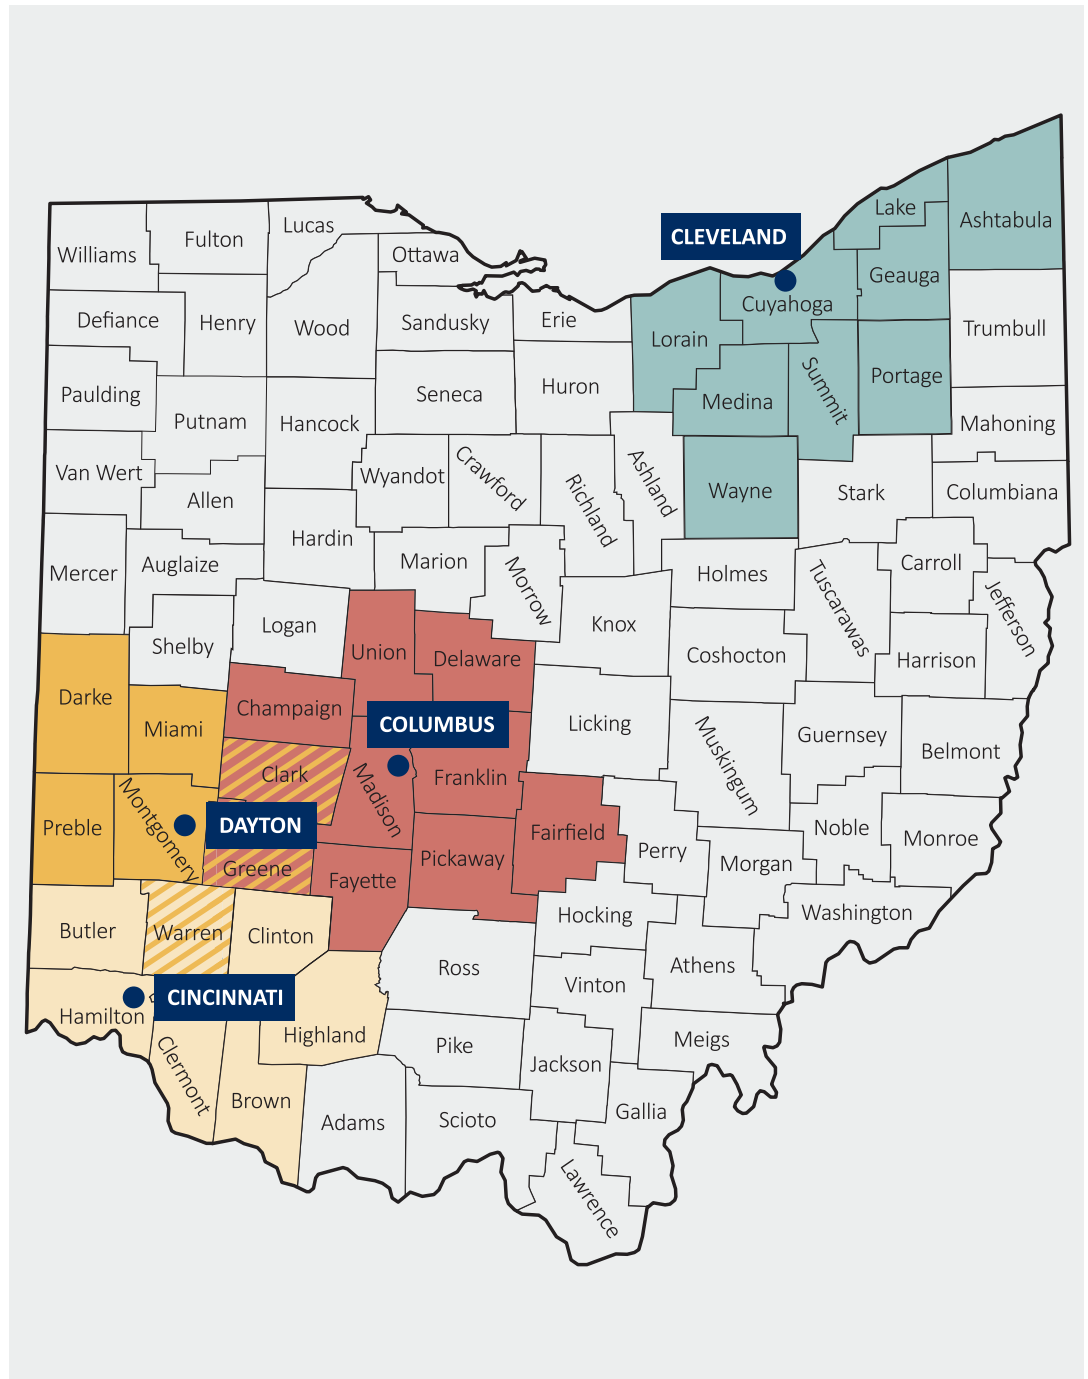 Lake
Ashtabula
Lucas
CLEVELAND
Fulton
Williams
Ottawa
Geauga
Cuyahoga
Defiance
Henry
Wood
Sandusky
Erie
Lorain
Trumbull
Paulding
Seneca
Huron
Medina
Summit
Portage
Putnam
Hancock
Mahoning
Van Wert
Wyandot
Crawford
Richland
Ashland
Wayne
Stark
Columbiana
Allen
Hardin
Mercer
Auglaize
Marion
Morrow
Holmes
Tuscarawas
Carroll
Jefferson
Shelby
Logan
Union
Delaware
Knox
Coshocton
Harrison
Darke
Miami
Champaign
COLUMBUS
Licking
Muskingum
Guernsey
Belmont
Clark
Madison
Franklin
Preble
Montgomery
DAYTON
Fairfield
Perry
Morgan
Noble
Monroe
Greene
Fayette
Pickaway
Butler
Warren
Clinton
Hocking
Washington
Ross
Vinton
Athens
CINCINNATI
Hamilton
Highland
Pike
Jackson
Meigs
Clermont
Brown
Adams
Scioto
Gallia
Lawrence